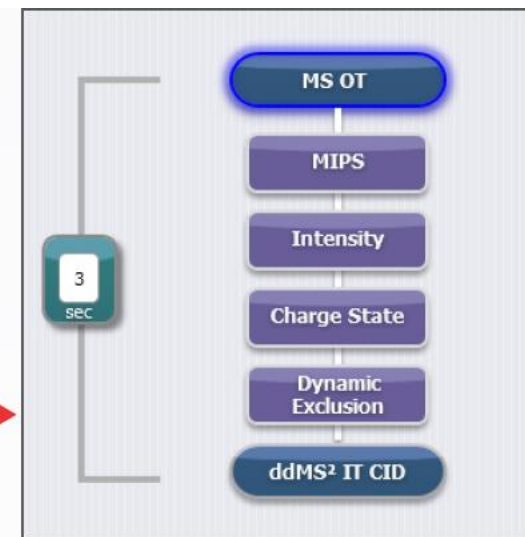 MS OT
MIPS
Intensity
3
sec
Charge State
Dynamic
Exclusion
ddMS² IT CID